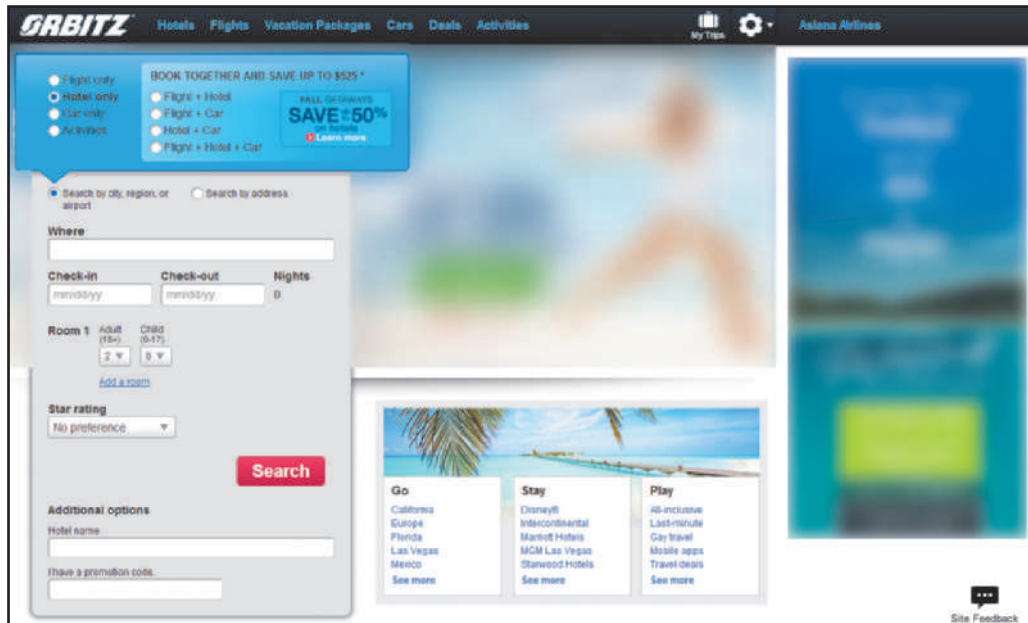 ORBITZ
Hotels Flights Vacation Packages Cars Deals Activities
My Trips
Asiana Airlines
Flight only
Hotel only
Car only
Activities
BOOK TOGETHER AND SAVE UP TO $525 *
Flight + Hotel
Flight + Car
Hotel + Car
Flight + Hotel + Car
FALL GETAWAYS
SAVE UP TO 50%
on hotels
Learn more
Search by city, region, or
airport
Search by address
Where
Check-in Check-out Nights
mm/dd/yy mm/dd/yy 0
Room 1
Adult
(18+)
Child
(0-17)
2 0
Add a room
Star rating
No preference
Search
Additional options
Hotel name
I have a promotion code.
Go
California
Europe
Florida
Las Vegas
Mexico
See more
Stay
Disney®
Intercontinental
Marriott Hotels
MGM Las Vegas
Starwood Hotels
See more
Play
All-inclusive
Last-minute
Gay travel
Mobile apps
Travel deals
See more
Site Feedback